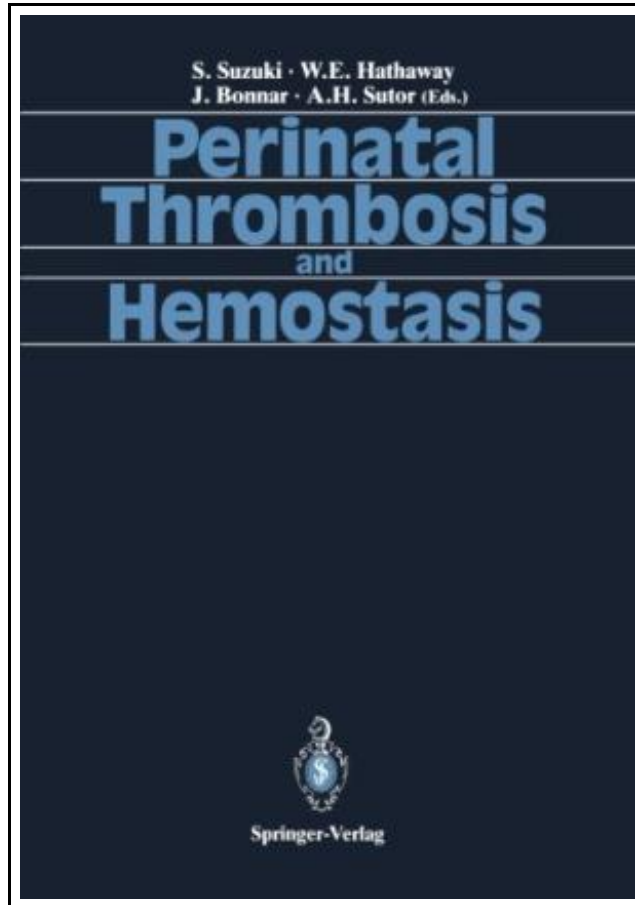 S. Suzuki · W.E. Hathaway
J. Bonnar · A.H. Sutor (Eds.)
Perinatal
Thrombosis
and
Hemostasis
Springer-Verlag